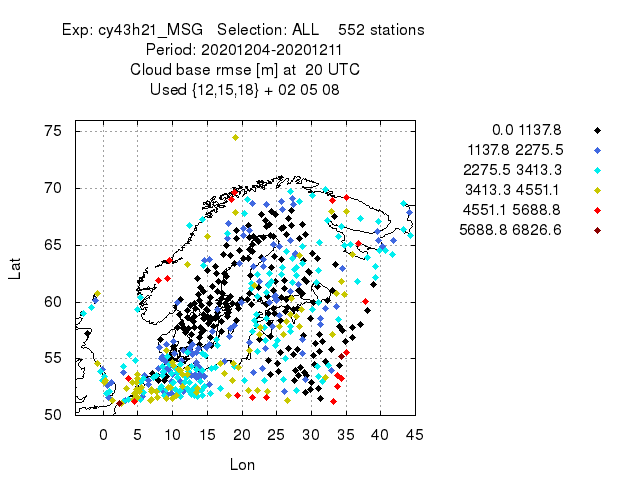 Exp: cy43h21_MSG   Selection: ALL    552 stations
Period: 20201204-20201211
Cloud base rmse [m] at  20 UTC
Used {12,15,18} + 02 05 08
75
70
65
60
55
50
Lat
0 5 10 15 20 25 30 35 40 45
Lon
0.0 1137.8
1137.8 2275.5
2275.5 3413.3
3413.3 4551.1
4551.1 5688.8
5688.8 6826.6